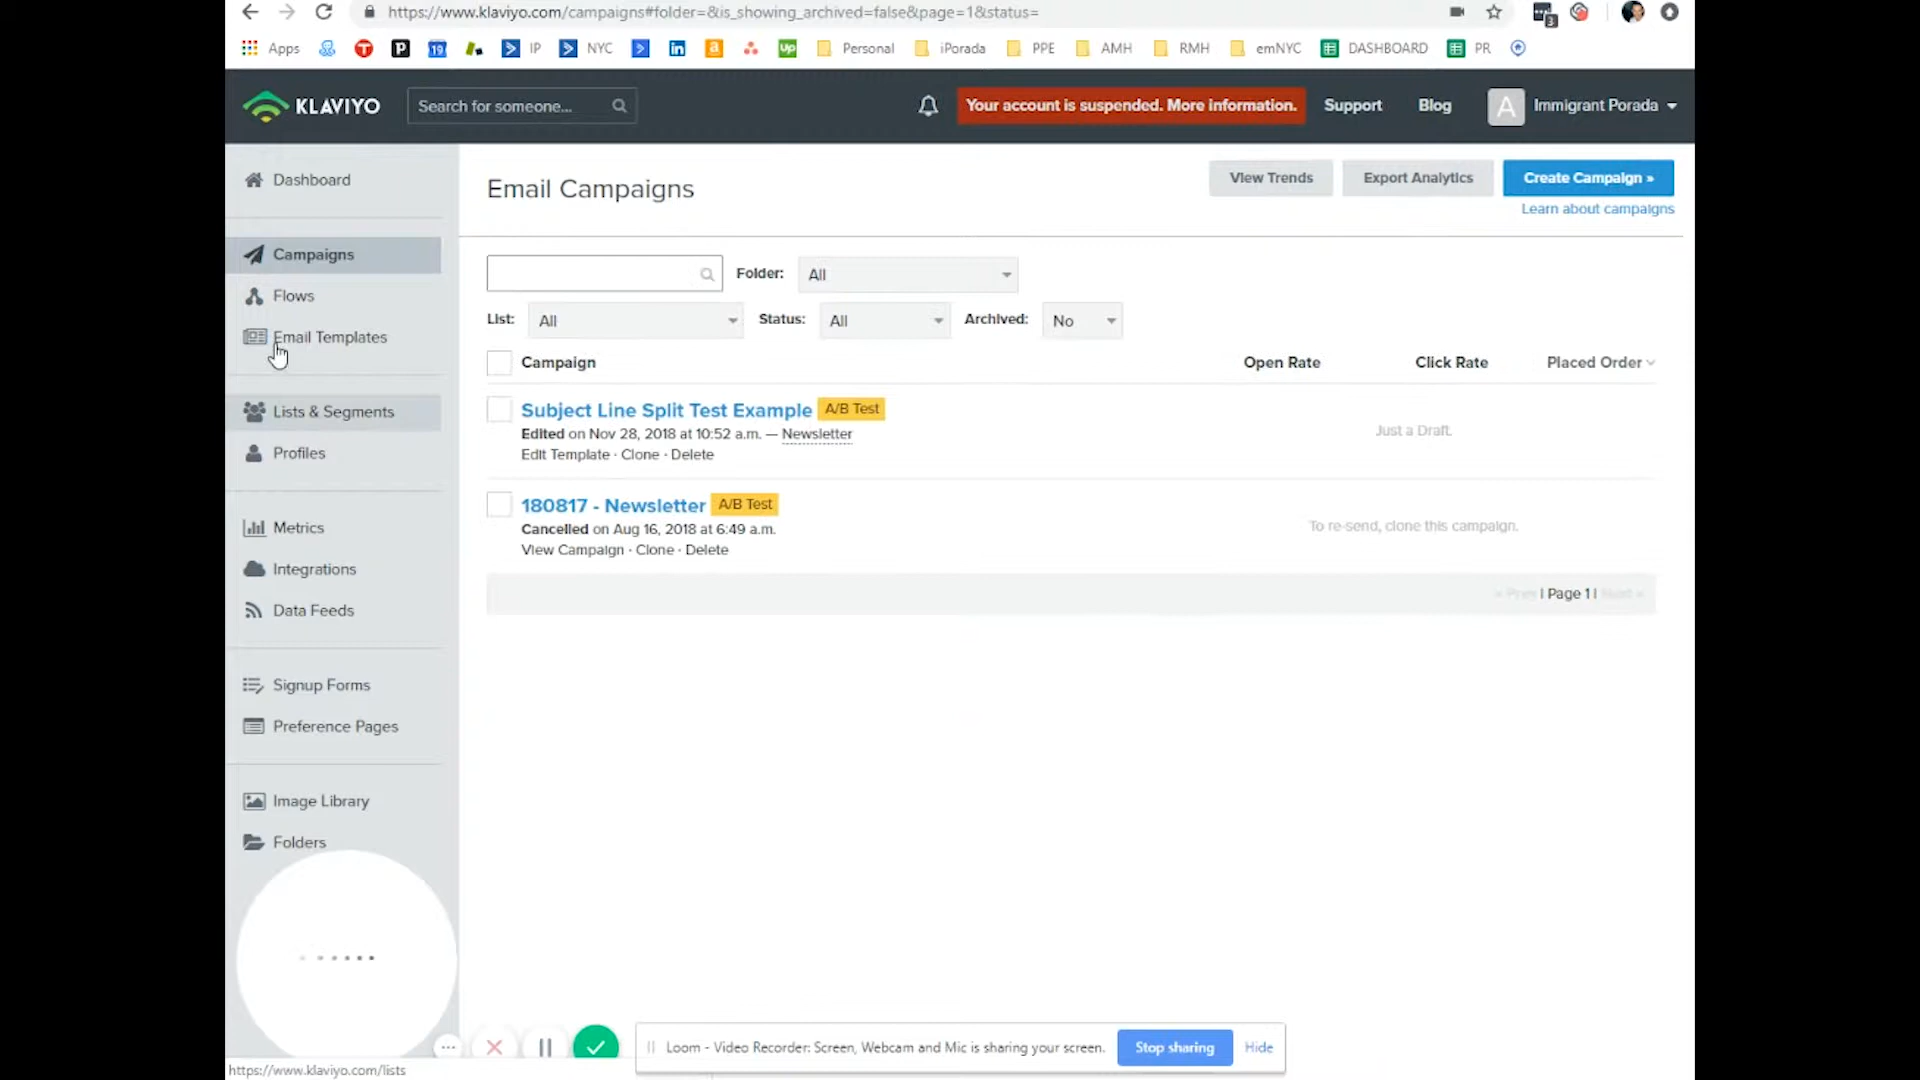 https://www.klaviyo.com/campaigns#folder=&is_showing_archived=false&page=1&status=
3
Apps
19
IP
NYC
Personal
iPorada
PPE
AMH
RMH
emNYC
DASHBOARD
PR
KLAVIYO
Search for someone...
Your account is suspended. More information.
Support
Blog
A
Immigrant Porada
Dashboard
Campaigns
Flows
Email Templates
Lists & Segments
Profiles
Metrics
Integrations
Data Feeds
Signup Forms
Preference Pages
Image Library
Folders
Email Campaigns
View Trends
Export Analytics
Create Campaign »
Learn about campaigns
Folder: All
List: All Status: All Archived: No
Campaign Open Rate Click Rate Placed Order
Subject Line Split Test Example A/B Test
Edited on Nov 28, 2018 at 10:52 a.m. — Newsletter
Just a Draft.
Edit Template · Clone · Delete
180817 - Newsletter A/B Test
Cancelled on Aug 16, 2018 at 6:49 a.m.
To re-send, clone this campaign.
View Campaign · Clone · Delete
« Prev | Page 1 | Next »
Loom - Video Recorder: Screen, Webcam and Mic is sharing your screen.
Stop sharing
Hide
https://www.klaviyo.com/lists